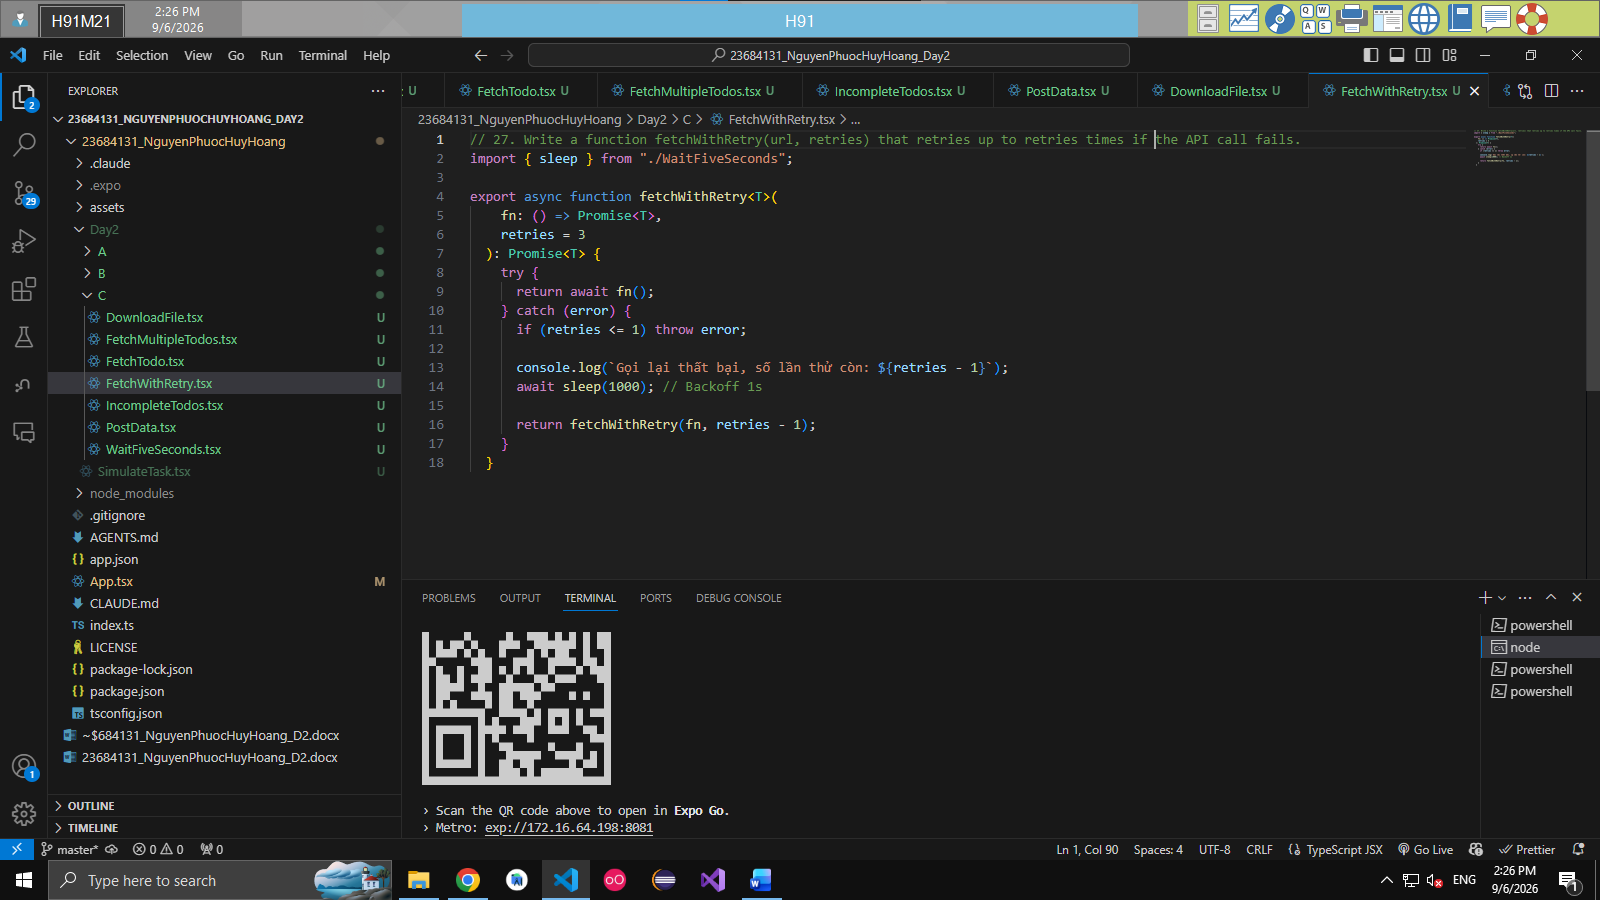 H91M21
2:26 PM
9/6/2026
H91
Q W
A S
File Edit Selection View Go Run Terminal Help
23684131_NguyenPhuocHuyHoang_Day2
EXPLORER
U
FetchTodo.tsx U
FetchMultipleTodos.tsx U
IncompleteTodos.tsx U
PostData.tsx U
DownloadFile.tsx U
FetchWithRetry.tsx U
2
29
1
23684131_NGUYENPHUOCHUYHOANG_DAY2
23684131_NguyenPhuocHuyHoang
.claude
.expo
assets
Day2
A
B
C
DownloadFile.tsx U
FetchMultipleTodos.tsx U
FetchTodo.tsx U
FetchWithRetry.tsx U
IncompleteTodos.tsx U
PostData.tsx U
WaitFiveSeconds.tsx U
SimulateTask.tsx U
node_modules
.gitignore
AGENTS.md
{} app.json
App.tsx M
CLAUDE.md
TS index.ts
LICENSE
{} package-lock.json
{} package.json
TS tsconfig.json
~$684131_NguyenPhuocHuyHoang_D2.docx
23684131_NguyenPhuocHuyHoang_D2.docx
OUTLINE
TIMELINE
23684131_NguyenPhuocHuyHoang > Day2 > C > FetchWithRetry.tsx > ...
1 // 27. Write a function fetchWithRetry(url, retries) that retries up to retries times if the API call fails.
2 import { sleep } from "./WaitFiveSeconds";
3
4 export async function fetchWithRetry<T>(
5 fn: () => Promise<T>,
6 retries = 3
7 ): Promise<T> {
8 try {
9 return await fn();
10 } catch (error) {
11 if (retries <= 1) throw error;
12
13 console.log(`Gọi lại thất bại, số lần thử còn: ${retries - 1}`);
14 await sleep(1000); // Backoff 1s
15
16 return fetchWithRetry(fn, retries - 1);
17 }
18 }
PROBLEMS OUTPUT TERMINAL PORTS DEBUG CONSOLE
› Scan the QR code above to open in Expo Go.
› Metro: exp://172.16.64.198:8081
powershell
node
powershell
powershell
master* 0 0 0
Ln 1, Col 90 Spaces: 4 UTF-8 CRLF {} TypeScript JSX Go Live Prettier
Type here to search
ENG
2:26 PM
9/6/2026
1